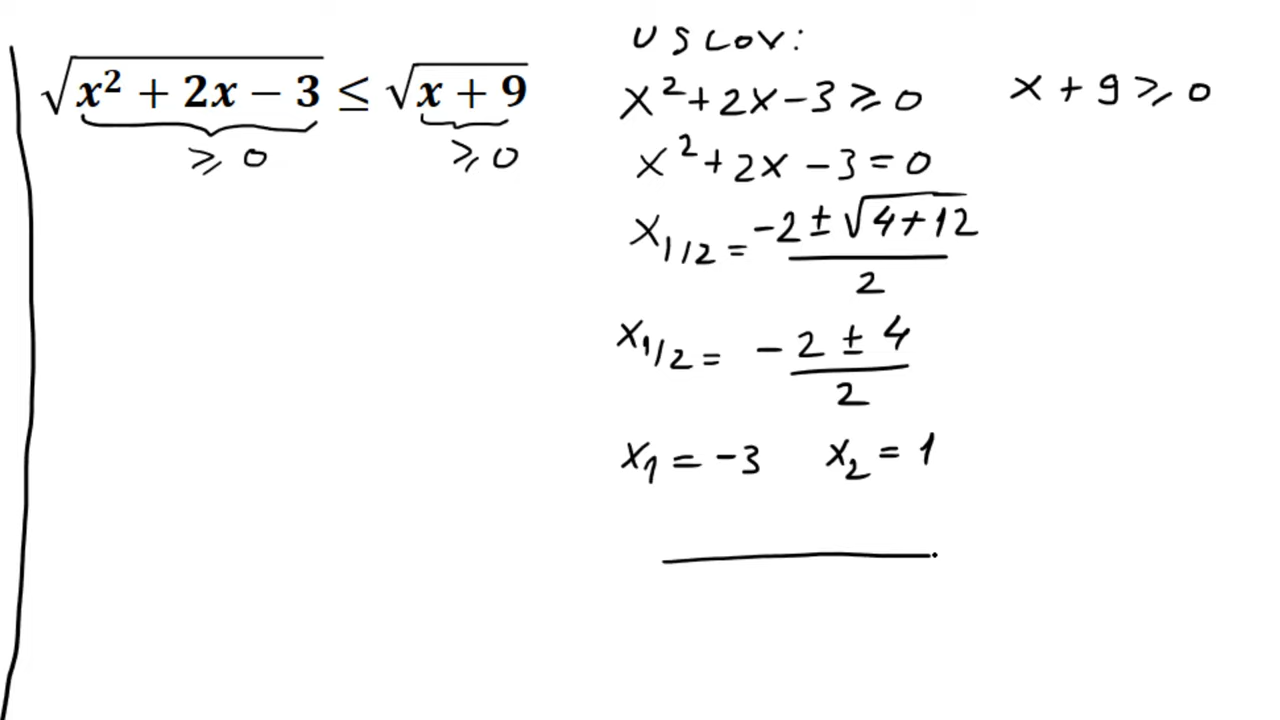 √(x² + 2x − 3) ≤ √(x + 9)
≥ 0 ≥ 0
USLOV:
x² + 2x − 3 ≥ 0 x + 9 ≥ 0
x² + 2x − 3 = 0
x₁/₂ = (−2 ± √(4 + 12)) / 2
x₁/₂ = (−2 ± 4) / 2
x₁ = −3 x₂ = 1